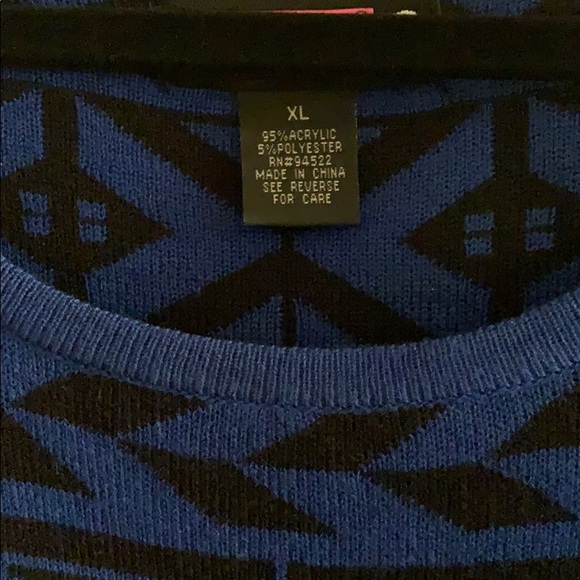 XL
95%ACRYLIC
5%POLYESTER
RN#94522
MADE IN CHINA
SEE REVERSE
FOR CARE